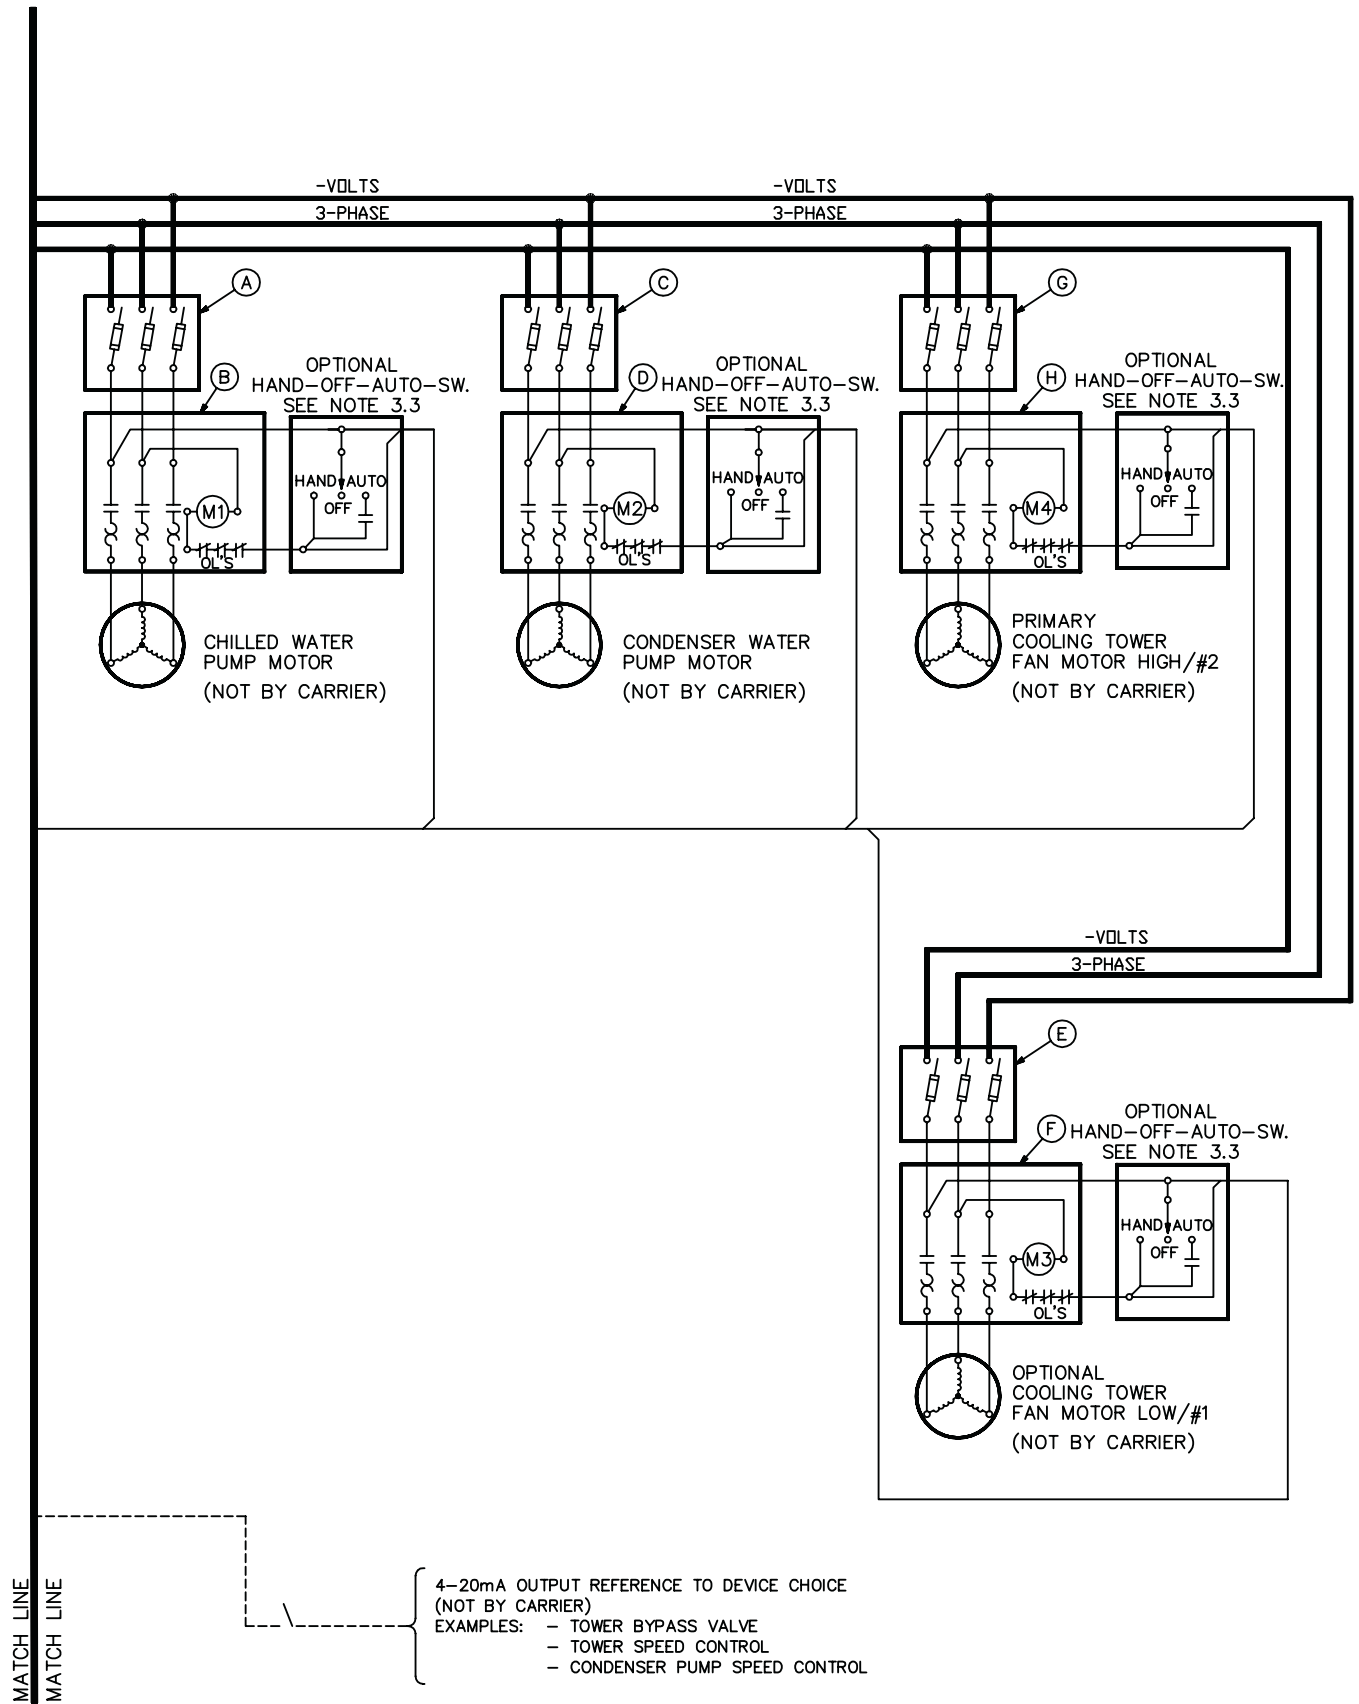 -VOLTS
3-PHASE
-VOLTS
3-PHASE
A
C
G
B
OPTIONAL
HAND-OFF-AUTO-SW.
SEE NOTE 3.3
D
OPTIONAL
HAND-OFF-AUTO-SW.
SEE NOTE 3.3
H
OPTIONAL
HAND-OFF-AUTO-SW.
SEE NOTE 3.3
HAND AUTO
OFF
M1
OL'S
HAND AUTO
OFF
M2
OL'S
HAND AUTO
OFF
M4
OL'S
CHILLED WATER
PUMP MOTOR
(NOT BY CARRIER)
CONDENSER WATER
PUMP MOTOR
(NOT BY CARRIER)
PRIMARY
COOLING TOWER
FAN MOTOR HIGH/#2
(NOT BY CARRIER)
-VOLTS
3-PHASE
E
F
OPTIONAL
HAND-OFF-AUTO-SW.
SEE NOTE 3.3
HAND AUTO
OFF
M3
OL'S
OPTIONAL
COOLING TOWER
FAN MOTOR LOW/#1
(NOT BY CARRIER)
MATCH LINE
MATCH LINE
4-20mA OUTPUT REFERENCE TO DEVICE CHOICE
(NOT BY CARRIER)
EXAMPLES: - TOWER BYPASS VALVE
- TOWER SPEED CONTROL
- CONDENSER PUMP SPEED CONTROL